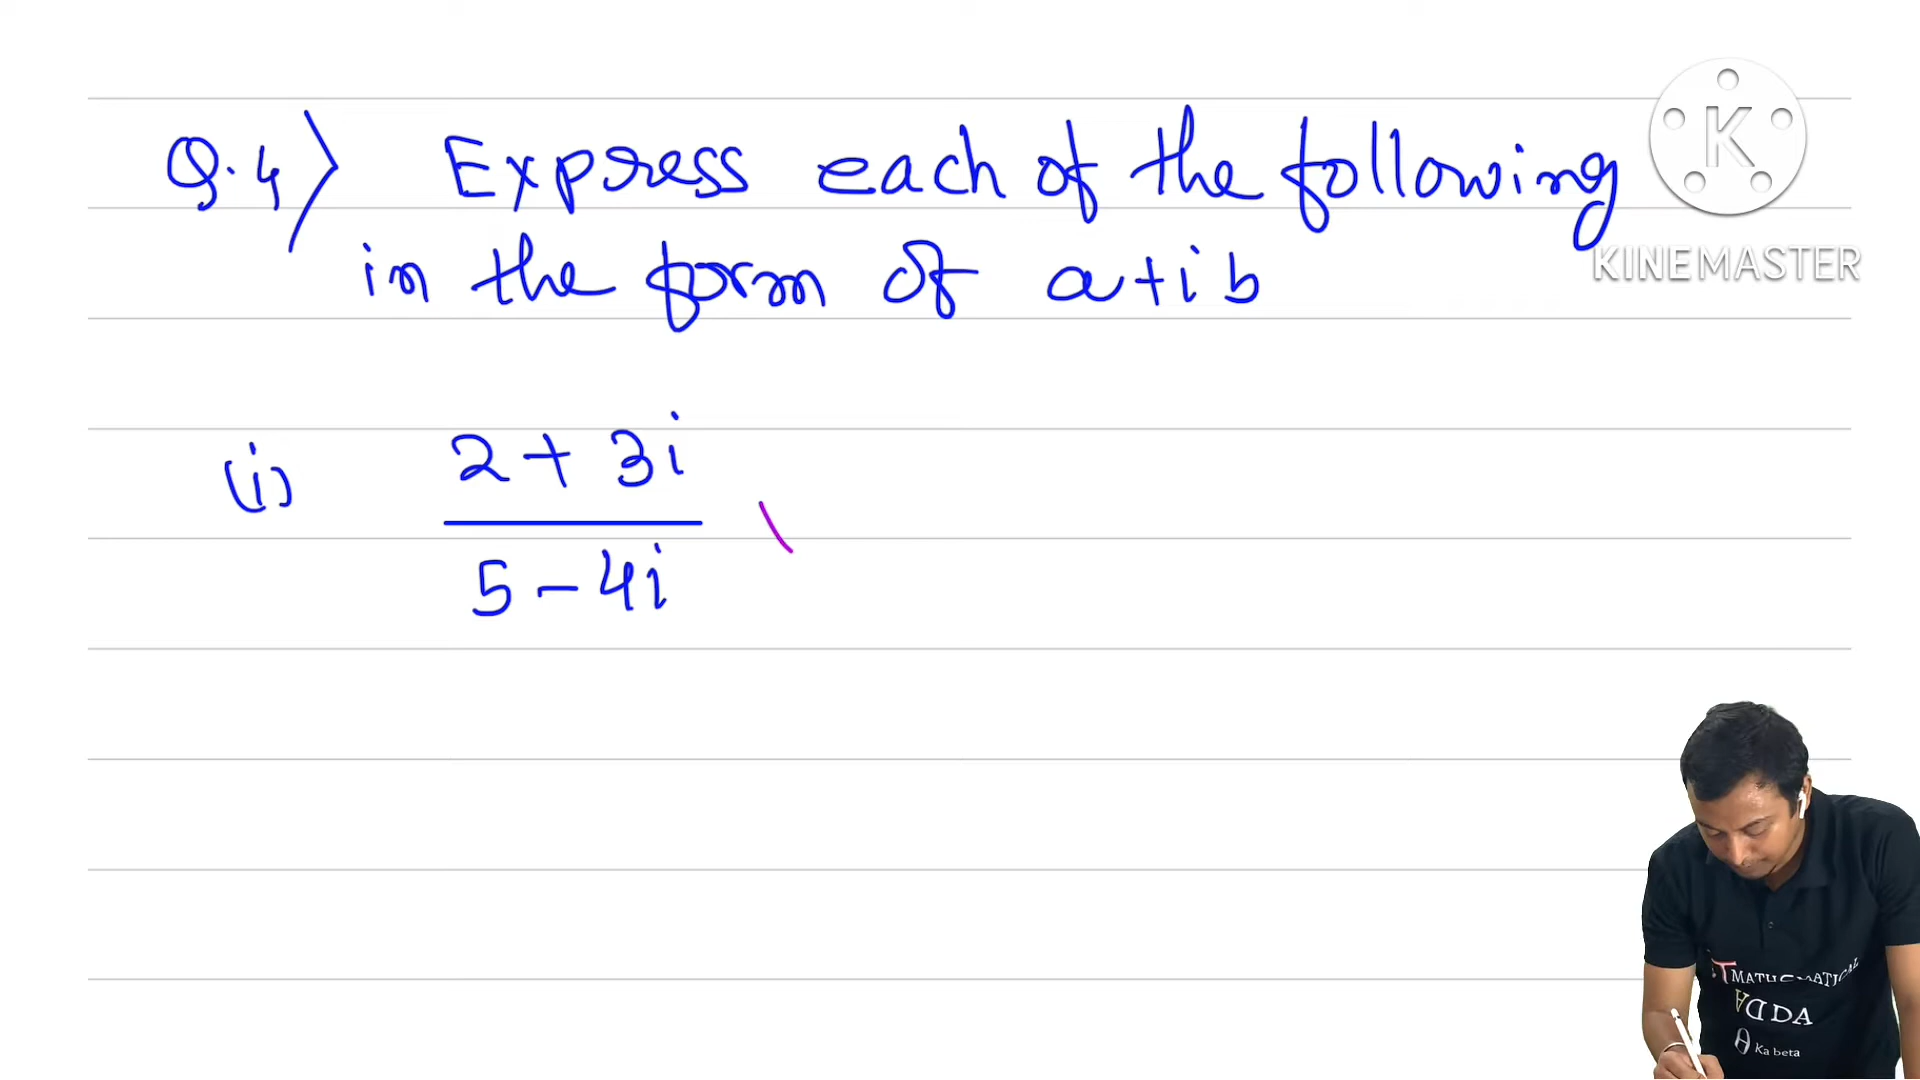 Q.4) Express each of the following
in the form of a+ib
(i) 2 + 3i
5 - 4i
K
KINEMASTER
MATHEMATICAL
ADDA
θ Ka beta